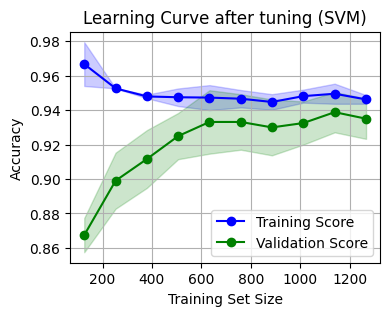 Learning Curve after tuning (SVM)
0.98
0.96
0.94
0.92
0.90
0.88
0.86
Accuracy
Training Score
Validation Score
200 400 600 800 1000 1200
Training Set Size